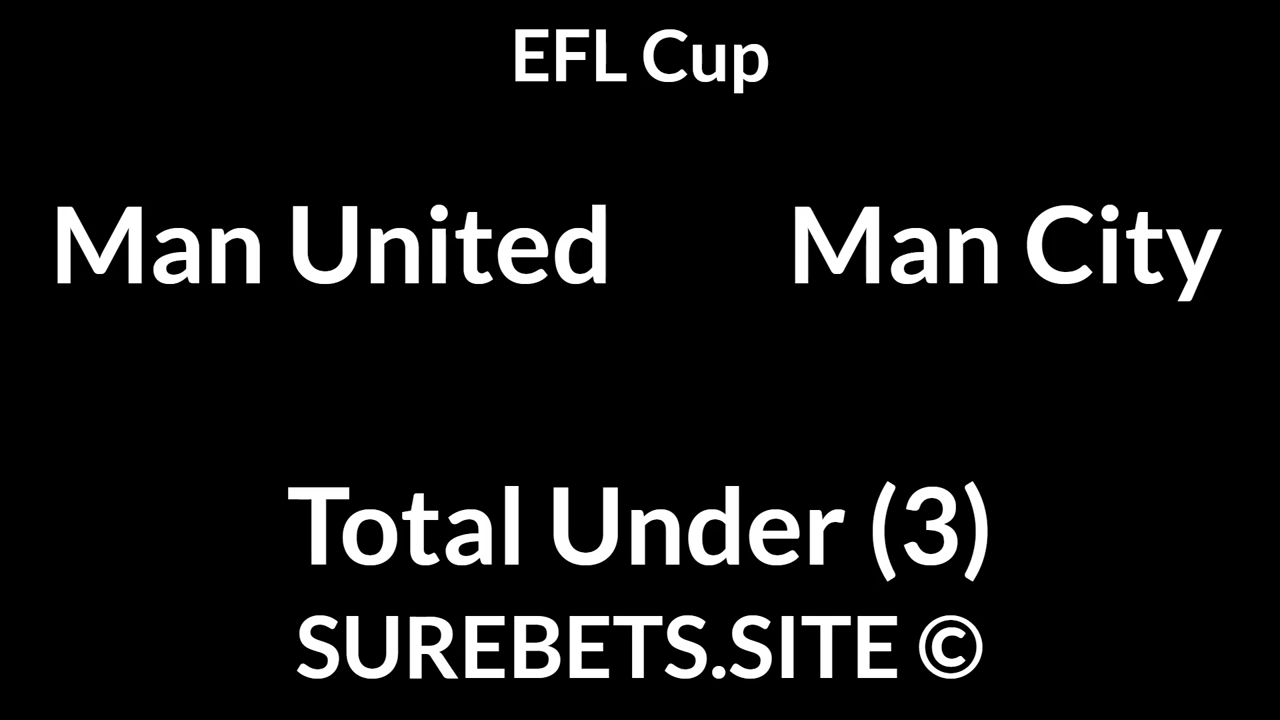 EFL Cup
Man United Man City
Total Under (3)
SUREBETS.SITE ©